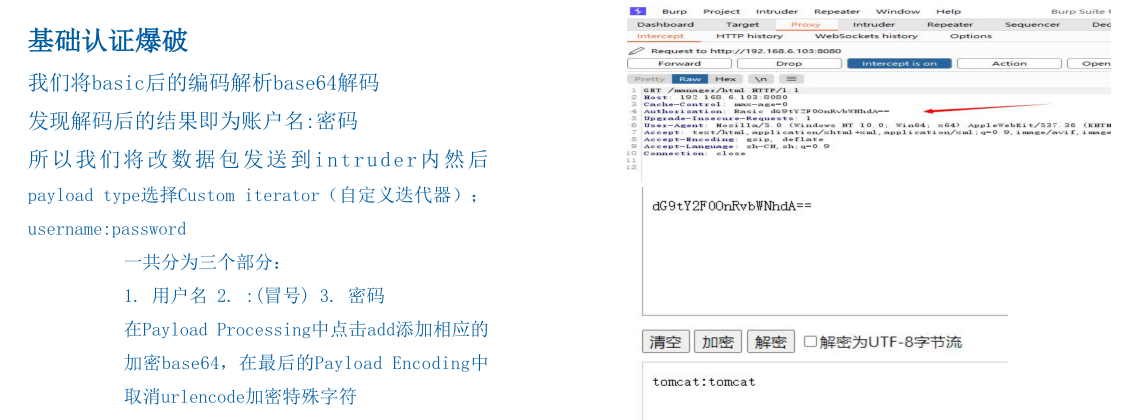 基础认证爆破
我们将basic后的编码解析base64解码
发现解码后的结果即为账户名:密码
所以我们将改数据包发送到intruder内然后
payload type选择Custom iterator（自定义迭代器）;
username:password
一共分为三个部分:
1. 用户名 2. :(冒号) 3. 密码
在Payload Processing中点击add添加相应的
加密base64，在最后的Payload Encoding中
取消urlencode加密特殊字符
Burp Project Intruder Repeater Window Help Burp Suite
Dashboard Target Proxy Intruder Repeater Sequencer Dec
Intercept HTTP history WebSockets history Options
Request to http://192.168.6.103:8080
Forward Drop Intercept is on Action Open
Pretty Raw Hex \n
1 GET /manager/html HTTP/1.1
2 Host: 192.168.6.103:8080
3 Cache-Control: max-age=0
4 Authorization: Basic dG9tY2F0OnRvbWNhdA==
5 Upgrade-Insecure-Requests: 1
6 User-Agent: Mozilla/5.0 (Windows NT 10.0; Win64; x64) AppleWebKit/537.36 (KHTM
7 Accept: text/html,application/xhtml+xml,application/xml;q=0.9,image/avif,image
8 Accept-Encoding: gzip, deflate
9 Accept-Language: zh-CN,zh;q=0.9
10 Connection: close
11
12
dG9tY2F0OnRvbWNhdA==
清空 加密 解密 解密为UTF-8字节流
tomcat:tomcat